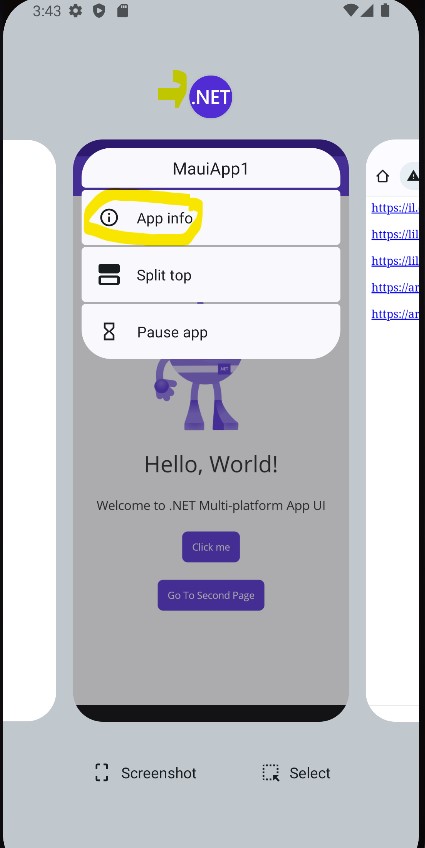 3:43
.NET
MauiApp1
App info
Split top
Pause app
NET
Hello, World!
Welcome to .NET Multi-platform App UI
Click me
Go To Second Page
https://il.
https://lil
https://lil
https://ar
https://ar
Screenshot
Select